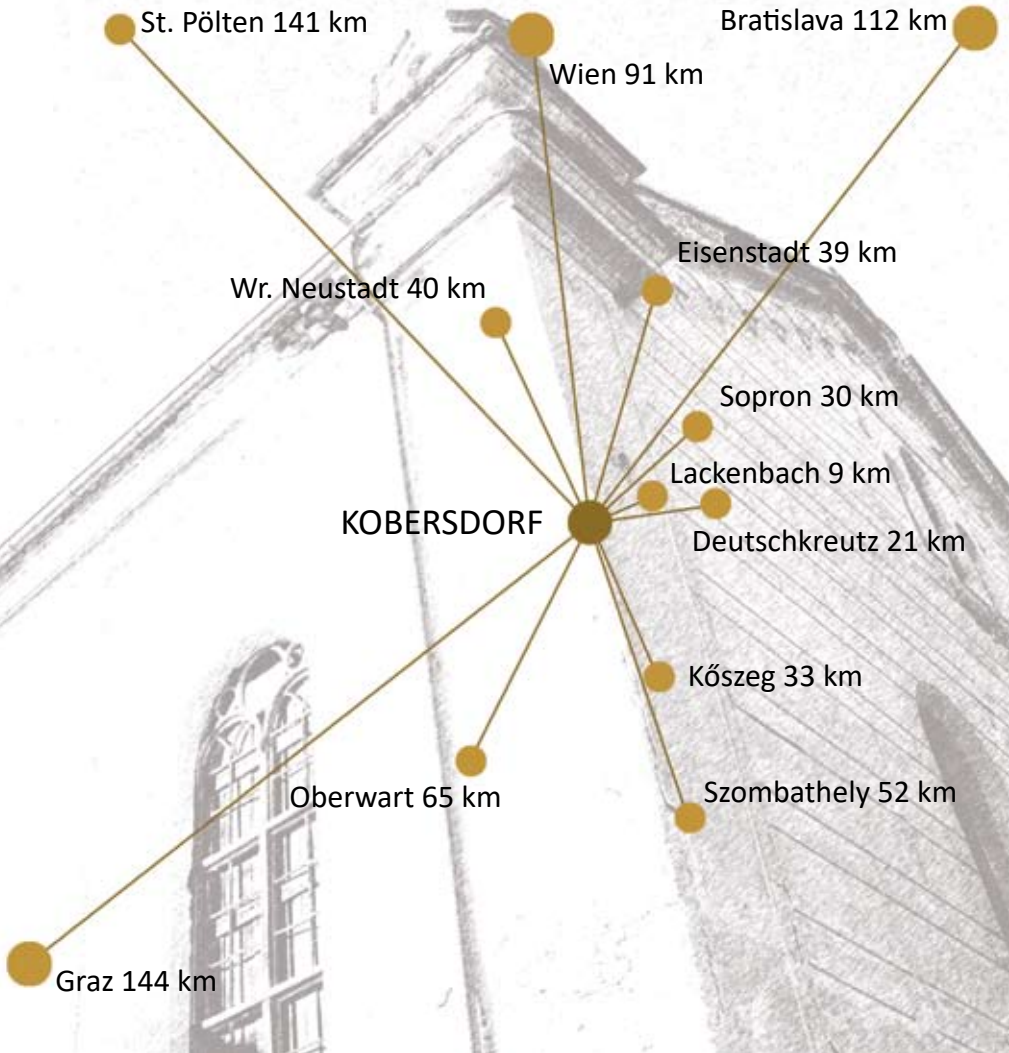 St. Pölten 141 km
Bratislava 112 km
Wien 91 km
Eisenstadt 39 km
Wr. Neustadt 40 km
Sopron 30 km
Lackenbach 9 km
KOBERSDORF
Deutschkreutz 21 km
Kőszeg 33 km
Szombathely 52 km
Oberwart 65 km
Graz 144 km